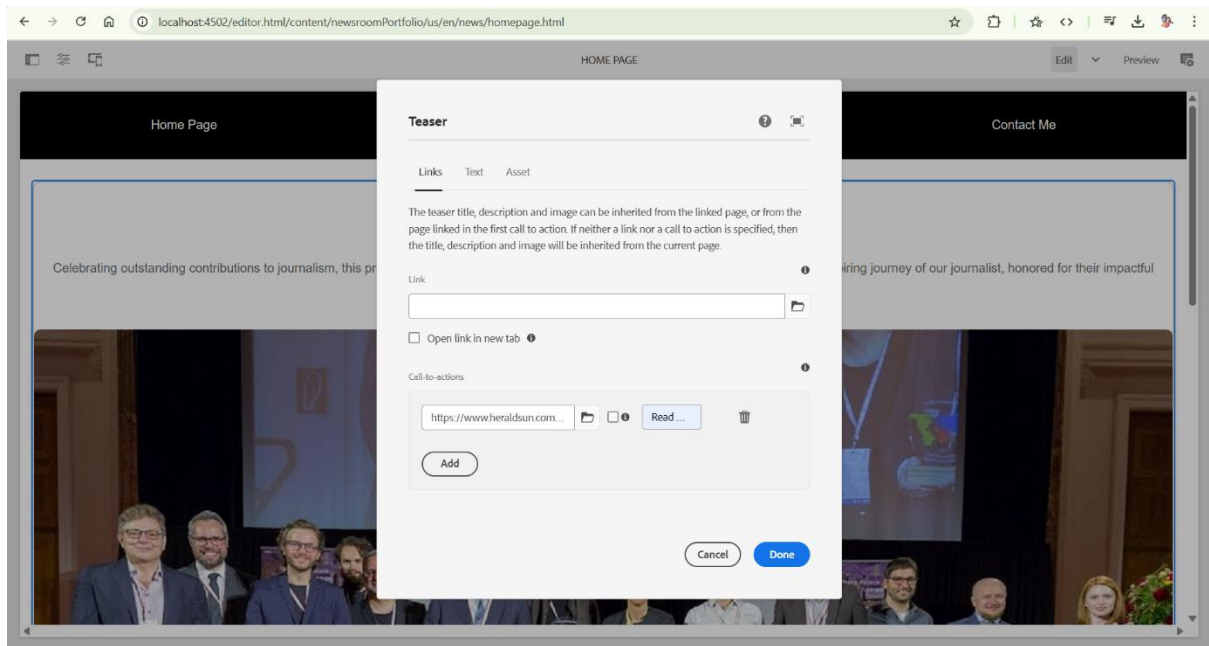 localhost:4502/editor.html/content/newsroomPortfolio/us/en/news/homepage.html
HOME PAGE
Edit
Preview
Home Page
Contact Me
Teaser
Links Text Asset
The teaser title, description and image can be inherited from the linked page, or from the
page linked in the first call to action. If neither a link nor a call to action is specified, then
the title, description and image will be inherited from the current page.
Celebrating outstanding contributions to journalism, this pr
iring journey of our journalist, honored for their impactful
Link
Open link in new tab
Call-to-actions
https://www.heraldsun.com...
Read ...
Add
Cancel
Done